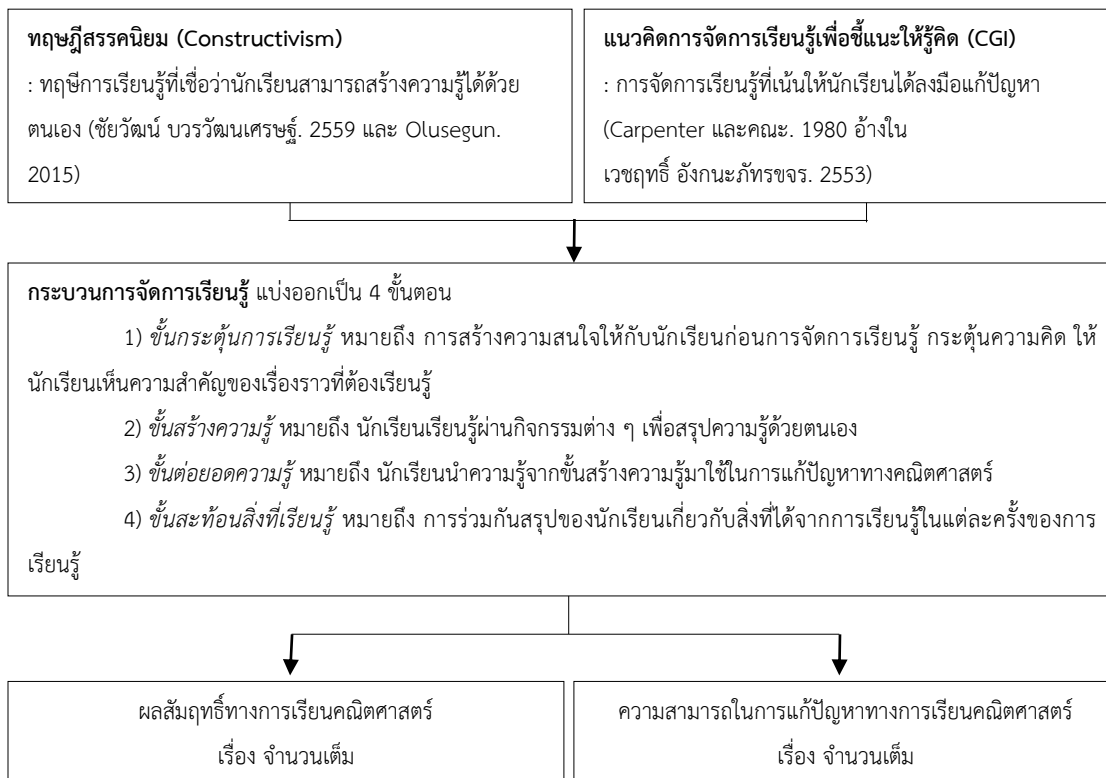 ทฤษฎีสรรคนิยม (Constructivism)
: ทฤษีการเรียนรู้ที่เชื่อว่านักเรียนสามารถสร้างความรู้ได้ด้วย
ตนเอง (ชัยวัฒน์ บวรวัฒนเศรษฐ์. 2559 และ Olusegun.
2015)
แนวคิดการจัดการเรียนรู้เพื่อชี้แนะให้รู้คิด (CGI)
: การจัดการเรียนรู้ที่เน้นให้นักเรียนได้ลงมือแก้ปัญหา
(Carpenter และคณะ. 1980 อ้างใน
เวชฤทธิ์ อังกนะภัทรขจร. 2553)
กระบวนการจัดการเรียนรู้ แบ่งออกเป็น 4 ขั้นตอน
1) ขั้นกระตุ้นการเรียนรู้ หมายถึง การสร้างความสนใจให้กับนักเรียนก่อนการจัดการเรียนรู้ กระตุ้นความคิด ให้
นักเรียนเห็นความสำคัญของเรื่องราวที่ต้องเรียนรู้
2) ขั้นสร้างความรู้ หมายถึง นักเรียนเรียนรู้ผ่านกิจกรรมต่าง ๆ เพื่อสรุปความรู้ด้วยตนเอง
3) ขั้นต่อยอดความรู้ หมายถึง นักเรียนนำความรู้จากขั้นสร้างความรู้มาใช้ในการแก้ปัญหาทางคณิตศาสตร์
4) ขั้นสะท้อนสิ่งที่เรียนรู้ หมายถึง การร่วมกันสรุปของนักเรียนเกี่ยวกับสิ่งที่ได้จากการเรียนรู้ในแต่ละครั้งของการ
เรียนรู้
ผลสัมฤทธิ์ทางการเรียนคณิตศาสตร์
เรื่อง จำนวนเต็ม
ความสามารถในการแก้ปัญหาทางการเรียนคณิตศาสตร์
เรื่อง จำนวนเต็ม